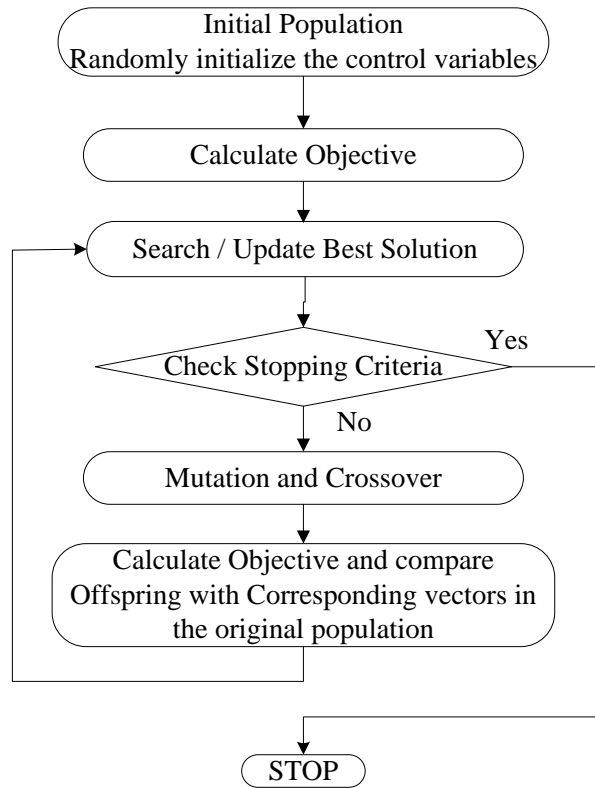 Initial Population
Randomly initialize the control variables
Calculate Objective
Search / Update Best Solution
Check Stopping Criteria
Yes
No
Mutation and Crossover
Calculate Objective and compare
Offspring with Corresponding vectors in
the original population
STOP